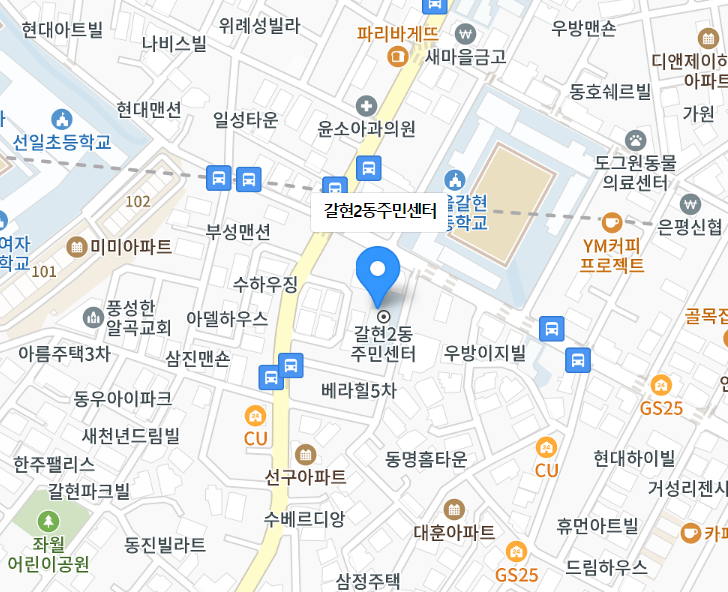 현대아트빌
위례성빌라
나비스빌
파리바게뜨
새마을금고
우방맨숀
디앤제이
아파트
동호쉐르빌
가원
현대맨션
일성타운
윤소아과의원
선일초등학교
도그원동물
의료센터
102
갈현2동주민센터
을갈현
등학교
은평신협
부성맨션
미미아파트
여자
학교
101
YM커피
프로젝트
수하우징
풍성한
알곡교회
아델하우스
골목집
갈현2동
주민센터
아름주택3차
삼진맨숀
우방이지빌
베라힐5차
동우아이파크
GS25
새천년드림빌
CU
한주팰리스
선구아파트
동명홈타운
CU
현대하이빌
갈현파크빌
거성리젠시
수베르디앙
대훈아파트
휴먼아트빌
카페
좌월
어린이공원
동진빌라트
GS25
드림하우스
삼정주택